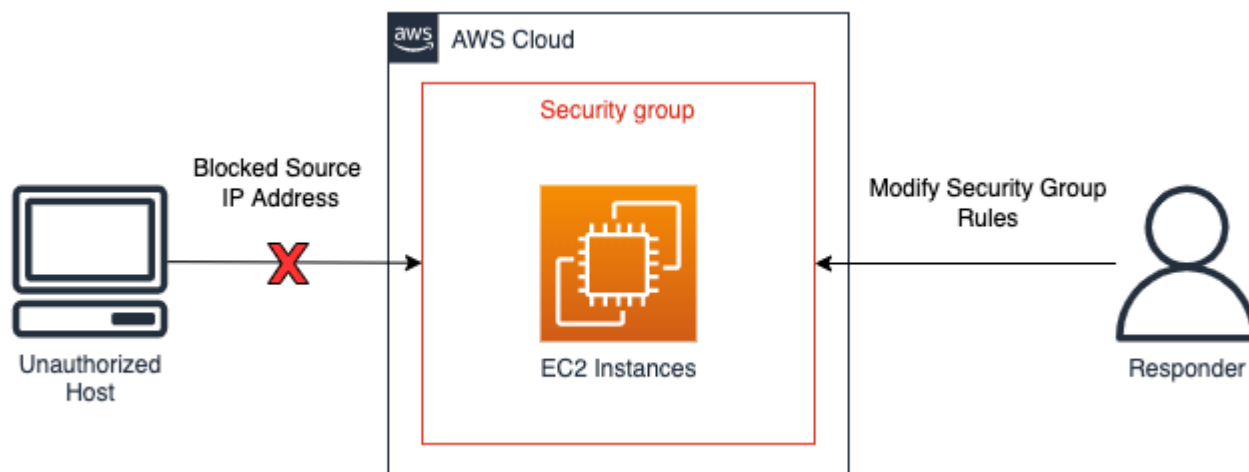 aws
AWS Cloud
Security group
Blocked Source
IP Address
Modify Security Group
Rules
X
Unauthorized
Host
EC2 Instances
Responder